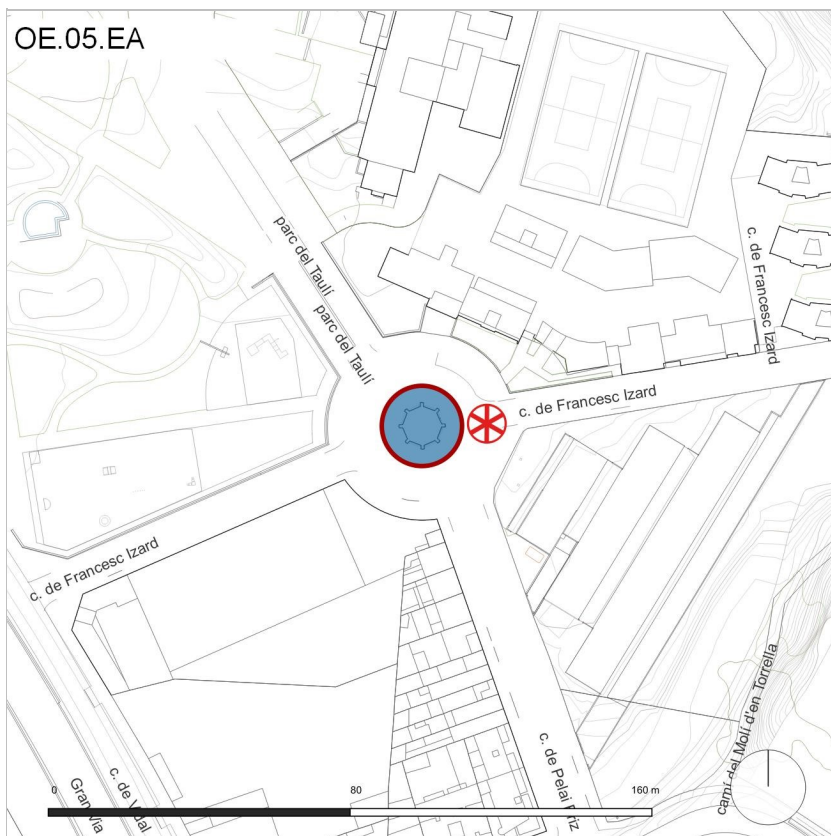 OE.05.EA
parc del Taulí
parc del Taulí
c. de Francesc Izard
c. de Francesc Izard
c. de Francesc Izard
camí del Molí d'en Torrella
c. de Pelai Briz
c. de Vidal
Gran Via
0 80 160 m